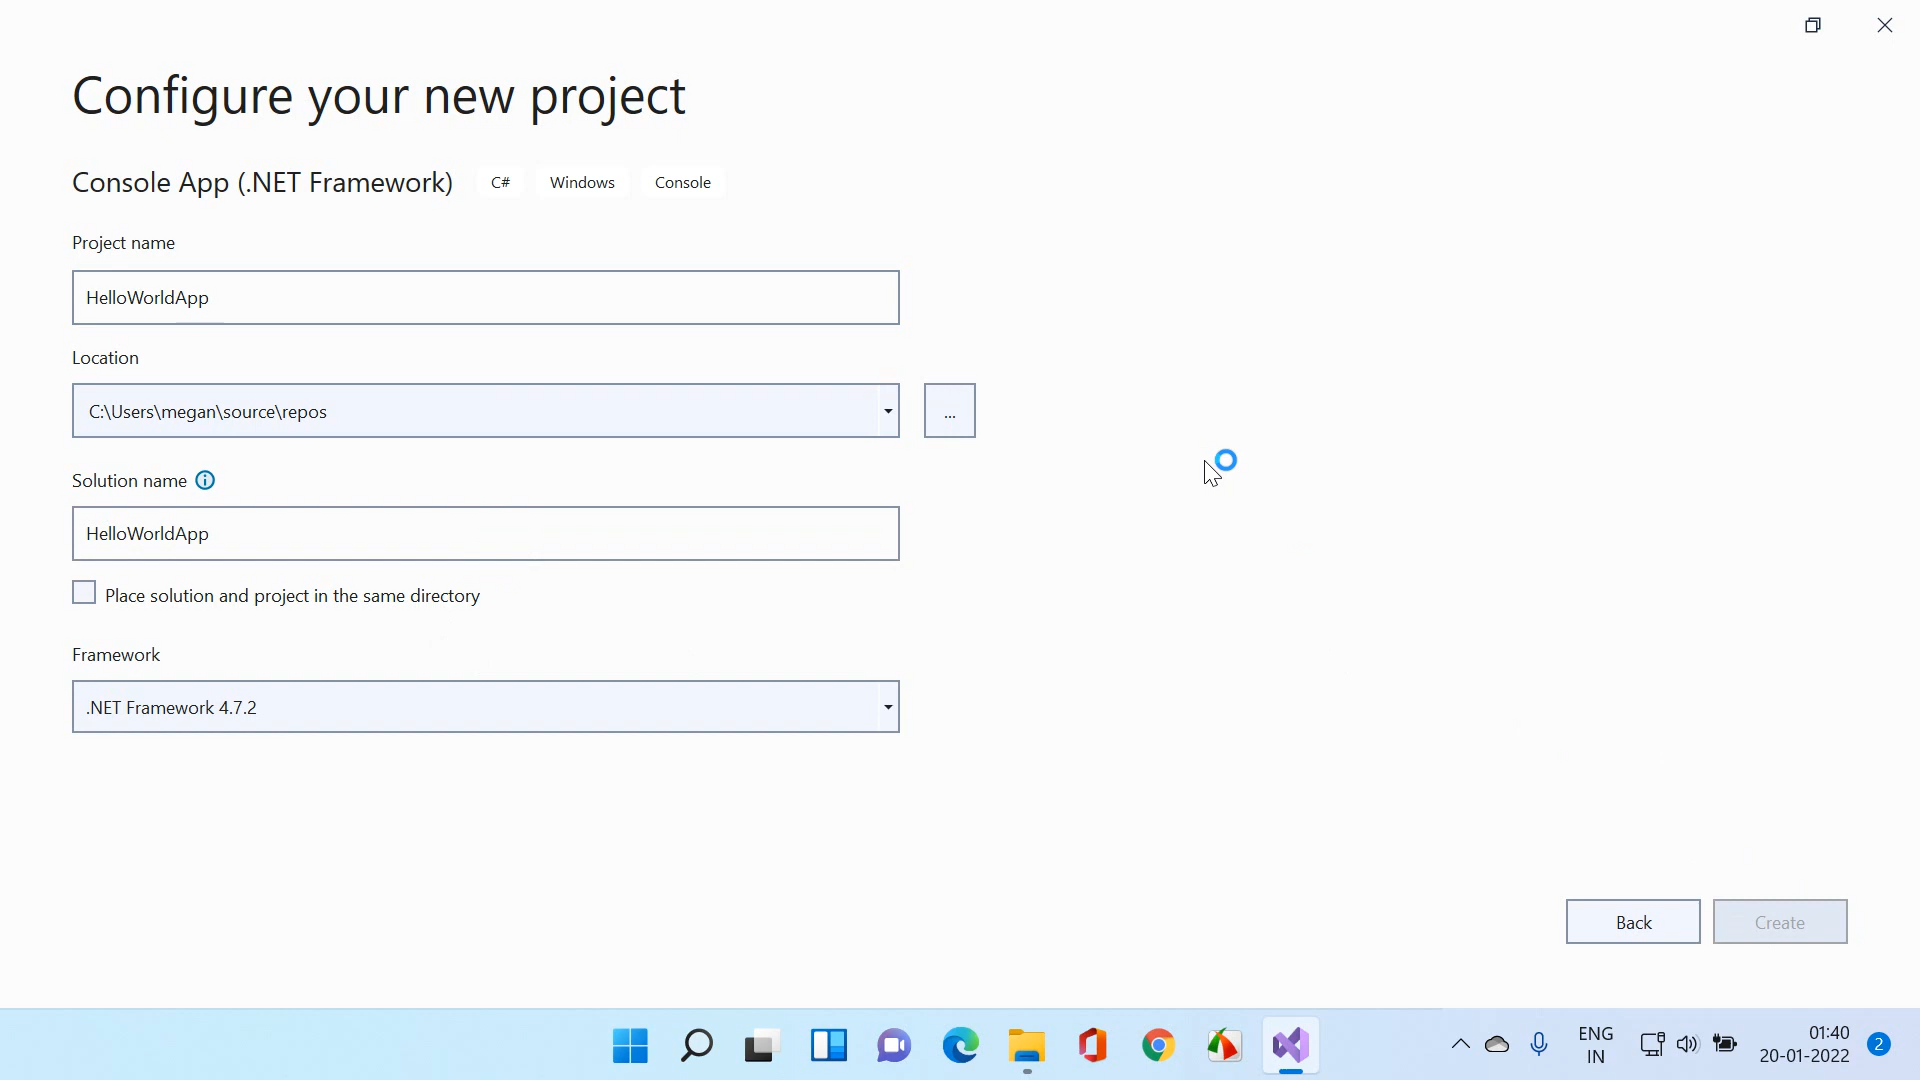 Configure your new project
Console App (.NET Framework) C# Windows Console
Project name
HelloWorldApp
Location
C:\Users\megan\source\repos
...
Solution name
HelloWorldApp
Place solution and project in the same directory
Framework
.NET Framework 4.7.2
Back Create
ENG
IN
01:40
20-01-2022
2